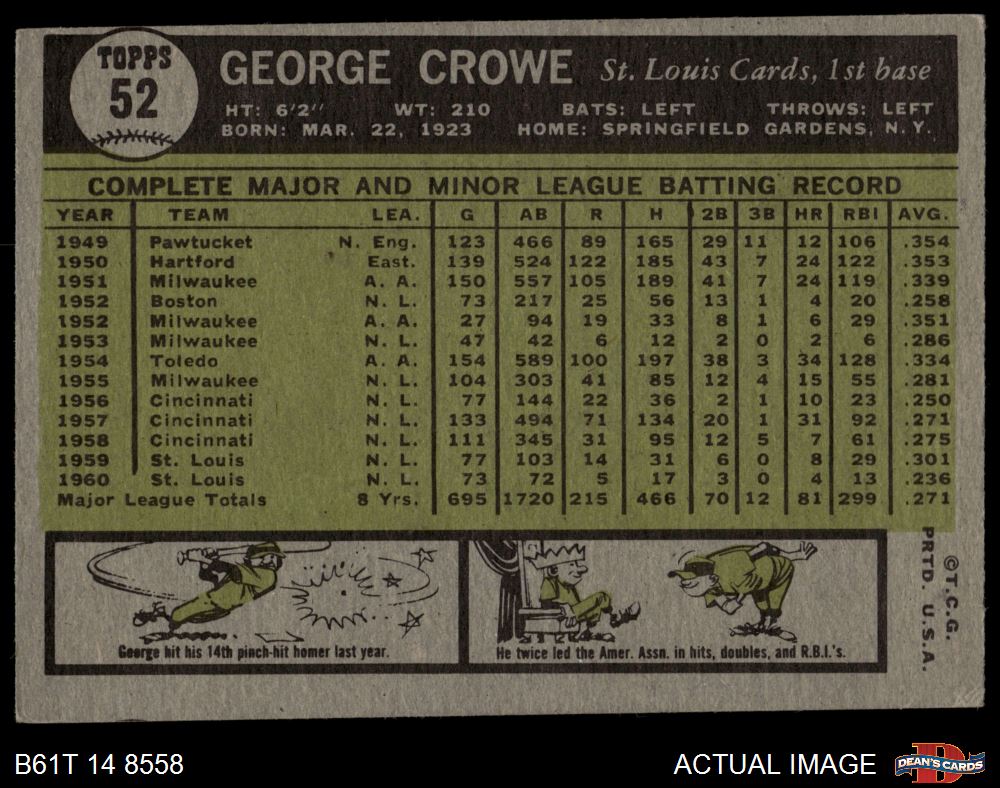 TOPPS
52
GEORGE CROWE St. Louis Cards, 1st base
HT: 6'2" WT: 210 BATS: LEFT THROWS: LEFT
BORN: MAR. 22, 1923 HOME: SPRINGFIELD GARDENS, N.Y.
COMPLETE MAJOR AND MINOR LEAGUE BATTING RECORD
YEAR TEAM LEA. G AB R H 2B 3B HR RBI AVG.
1949 Pawtucket N. Eng. 123 466 89 165 29 11 12 106 .354
1950 Hartford East. 139 524 122 185 43 7 24 122 .353
1951 Milwaukee A. A. 150 557 105 189 41 7 24 119 .339
1952 Boston N. L. 73 217 25 56 13 1 4 20 .258
1952 Milwaukee A. A. 27 94 19 33 8 1 6 29 .351
1953 Milwaukee N. L. 47 42 6 12 2 0 2 6 .286
1954 Toledo A. A. 154 589 100 197 38 3 34 128 .334
1955 Milwaukee N. L. 104 303 41 85 12 4 15 55 .281
1956 Cincinnati N. L. 77 144 22 36 2 1 10 23 .250
1957 Cincinnati N. L. 133 494 71 134 20 1 31 92 .271
1958 Cincinnati N. L. 111 345 31 95 12 5 7 61 .275
1959 St. Louis N. L. 77 103 14 31 6 0 8 29 .301
1960 St. Louis N. L. 73 72 5 17 3 0 4 13 .236
Major League Totals 8 Yrs. 695 1720 215 466 70 12 81 299 .271
George hit his 14th pinch-hit homer last year.
He twice led the Amer. Assn. in hits, doubles, and R.B.I.'s.
©T.C.G.
PRTD. U.S.A.
B61T 14 8558
ACTUAL IMAGE
D
DEAN'S CARDS